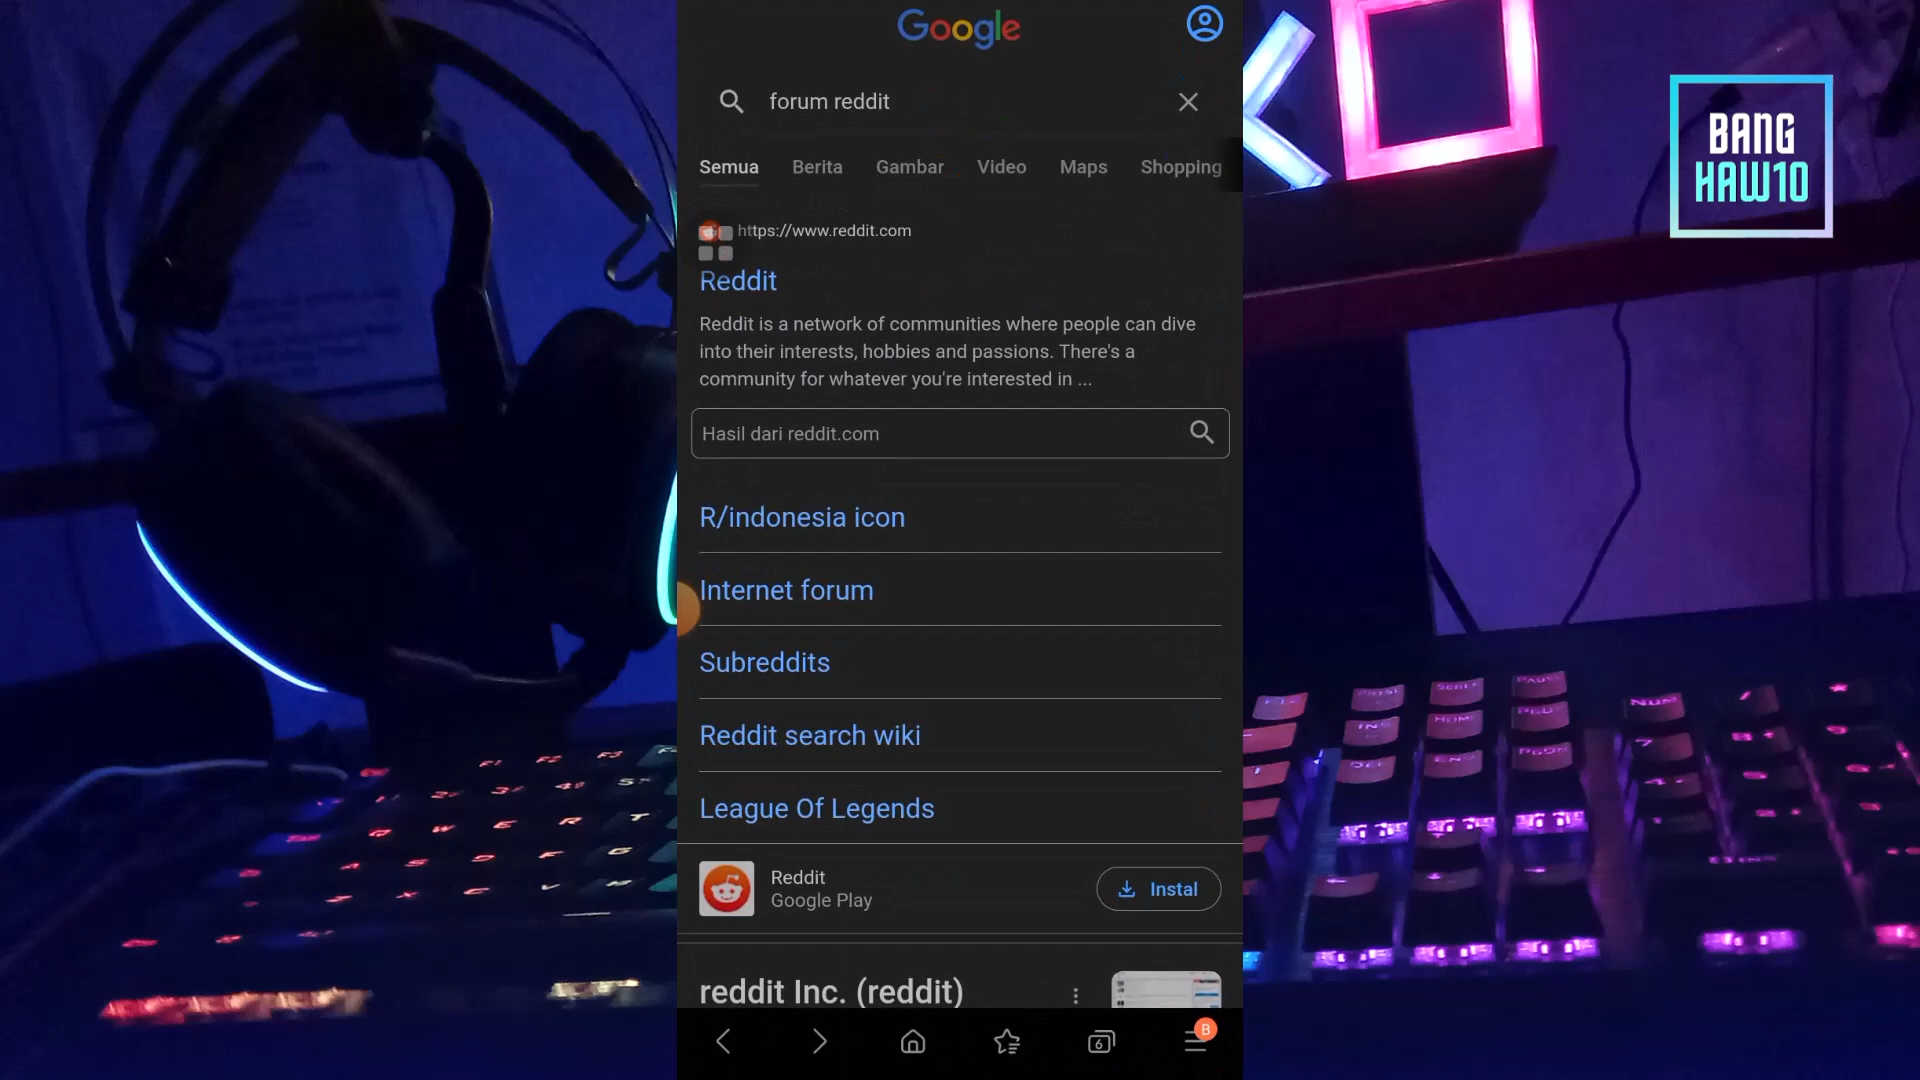 Google
forum reddit
Semua Berita Gambar Video Maps Shopping
https://www.reddit.com
Reddit
Reddit is a network of communities where people can dive
into their interests, hobbies and passions. There's a
community for whatever you're interested in ...
Hasil dari reddit.com
R/indonesia icon
Internet forum
Subreddits
Reddit search wiki
League Of Legends
Reddit
Google Play
Instal
reddit Inc. (reddit)
6
B
BANG
HAW10